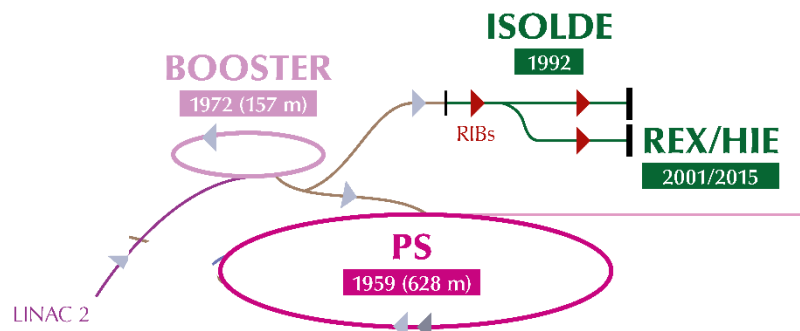 ISOLDE
1992
BOOSTER
1972 (157 m)
RIBs
REX/HIE
2001/2015
PS
1959 (628 m)
LINAC 2